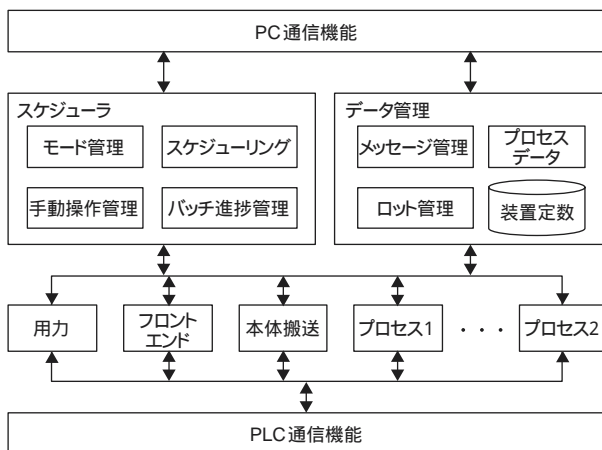 PC通信機能
スケジューラ
モード管理
スケジューリング
手動操作管理
バッチ進捗管理
データ管理
メッセージ管理
プロセス
データ
ロット管理
装置定数
用力
フロント
エンド
本体搬送
プロセス1
・・・
プロセス2
PLC通信機能